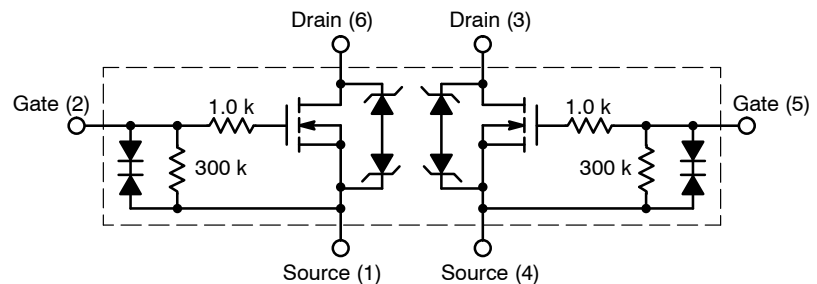 Drain (6)
Drain (3)
Gate (2)
1.0 k
1.0 k
Gate (5)
300 k
300 k
Source (1)
Source (4)